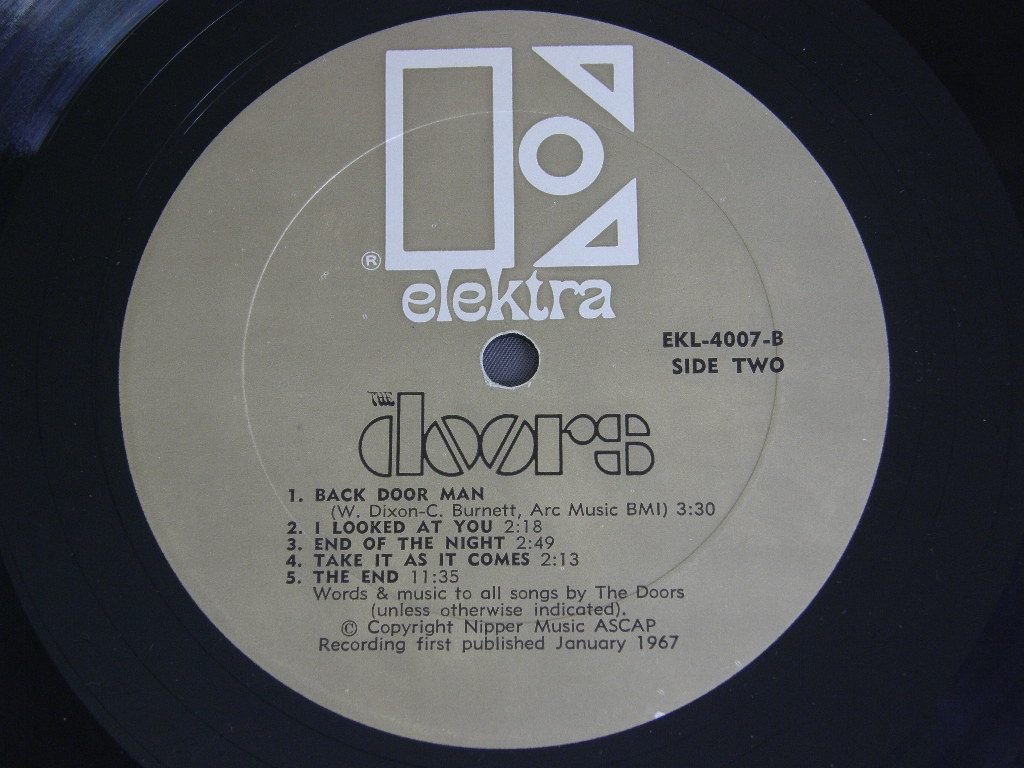 ®
elektra
EKL-4007-B
SIDE TWO
THE
doors
1. BACK DOOR MAN
(W. Dixon-C. Burnett, Arc Music BMI) 3:30
2. I LOOKED AT YOU 2:18
3. END OF THE NIGHT 2:49
4. TAKE IT AS IT COMES 2:13
5. THE END 11:35
Words & music to all songs by The Doors
(unless otherwise indicated).
© Copyright Nipper Music ASCAP
Recording first published January 1967